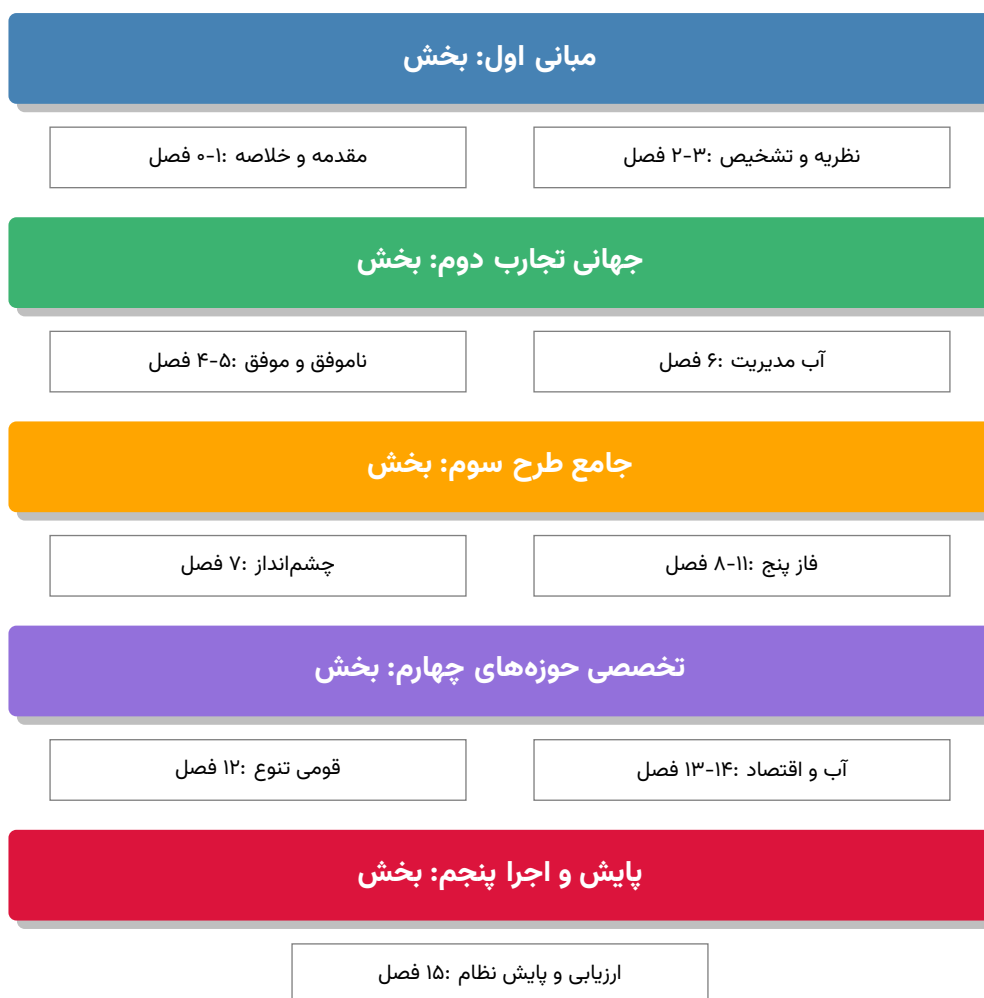 مبانی اول: بخش
نظریه و تشخیص :۲-۳ فصل
مقدمه و خلاصه :۰-۱ فصل
جهانی تجارب دوم: بخش
آب مدیریت :۶ فصل
ناموفق و موفق :۴-۵ فصل
جامع طرح سوم: بخش
فاز پنج :۸-۱۱ فصل
چشم‌انداز :۷ فصل
تخصصی حوزه‌های چهارم: بخش
آب و اقتصاد :۱۳-۱۴ فصل
قومی تنوع :۱۲ فصل
پایش و اجرا پنجم: بخش
ارزیابی و پایش نظام :۱۵ فصل